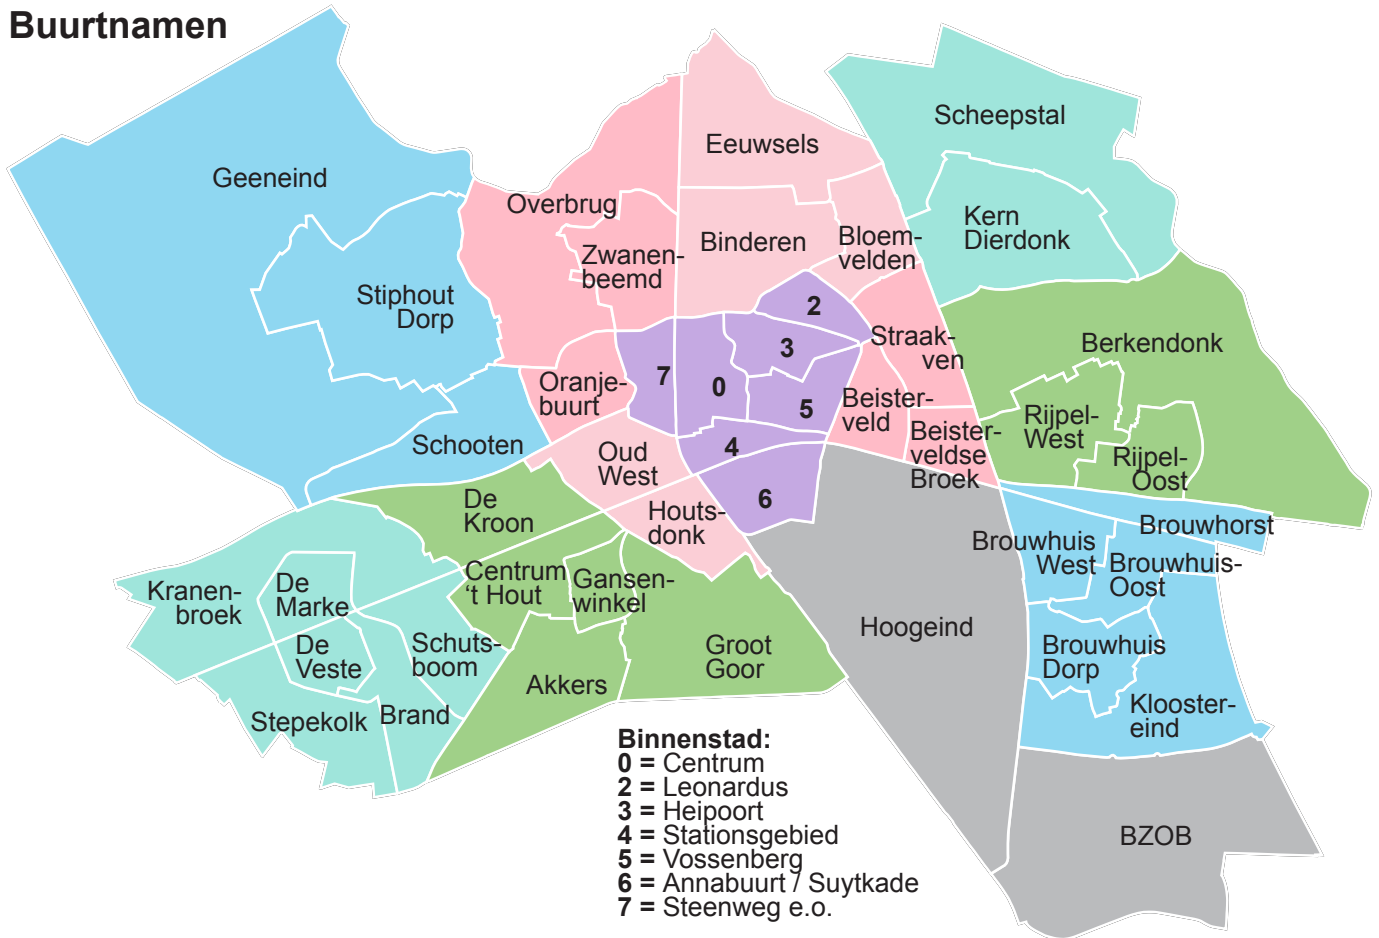 Buurtnamen
Scheepstal
Eeuwsels
Geeneind
Overbrug
Kern
Dierdonk
Binderen
Bloem-
velden
Zwanen-
beemd
Stiphout
Dorp
2
Straak-
ven
Berkendonk
3
7
0
Oranje-
buurt
5
Beister-
veld
Rijpel-
West
Schooten
4
Beister-
veldse
Broek
Oud
West
Rijpel-
Oost
6
De
Kroon
Houts-
donk
Brouwhorst
Brouwhuis
West
Brouwhuis-
Oost
Centrum
‘t Hout
Gansen-
winkel
Kranen-
broek
De
Marke
Hoogeind
Schuts-
boom
De
Veste
Groot
Goor
Brouwhuis
Dorp
Akkers
Klooster-
eind
Stepekolk
Brand
BZOB
Binnenstad:
0 = Centrum
2 = Leonardus
3 = Heipoort
4 = Stationsgebied
5 = Vossenberg
6 = Annabuurt / Suytkade
7 = Steenweg e.o.